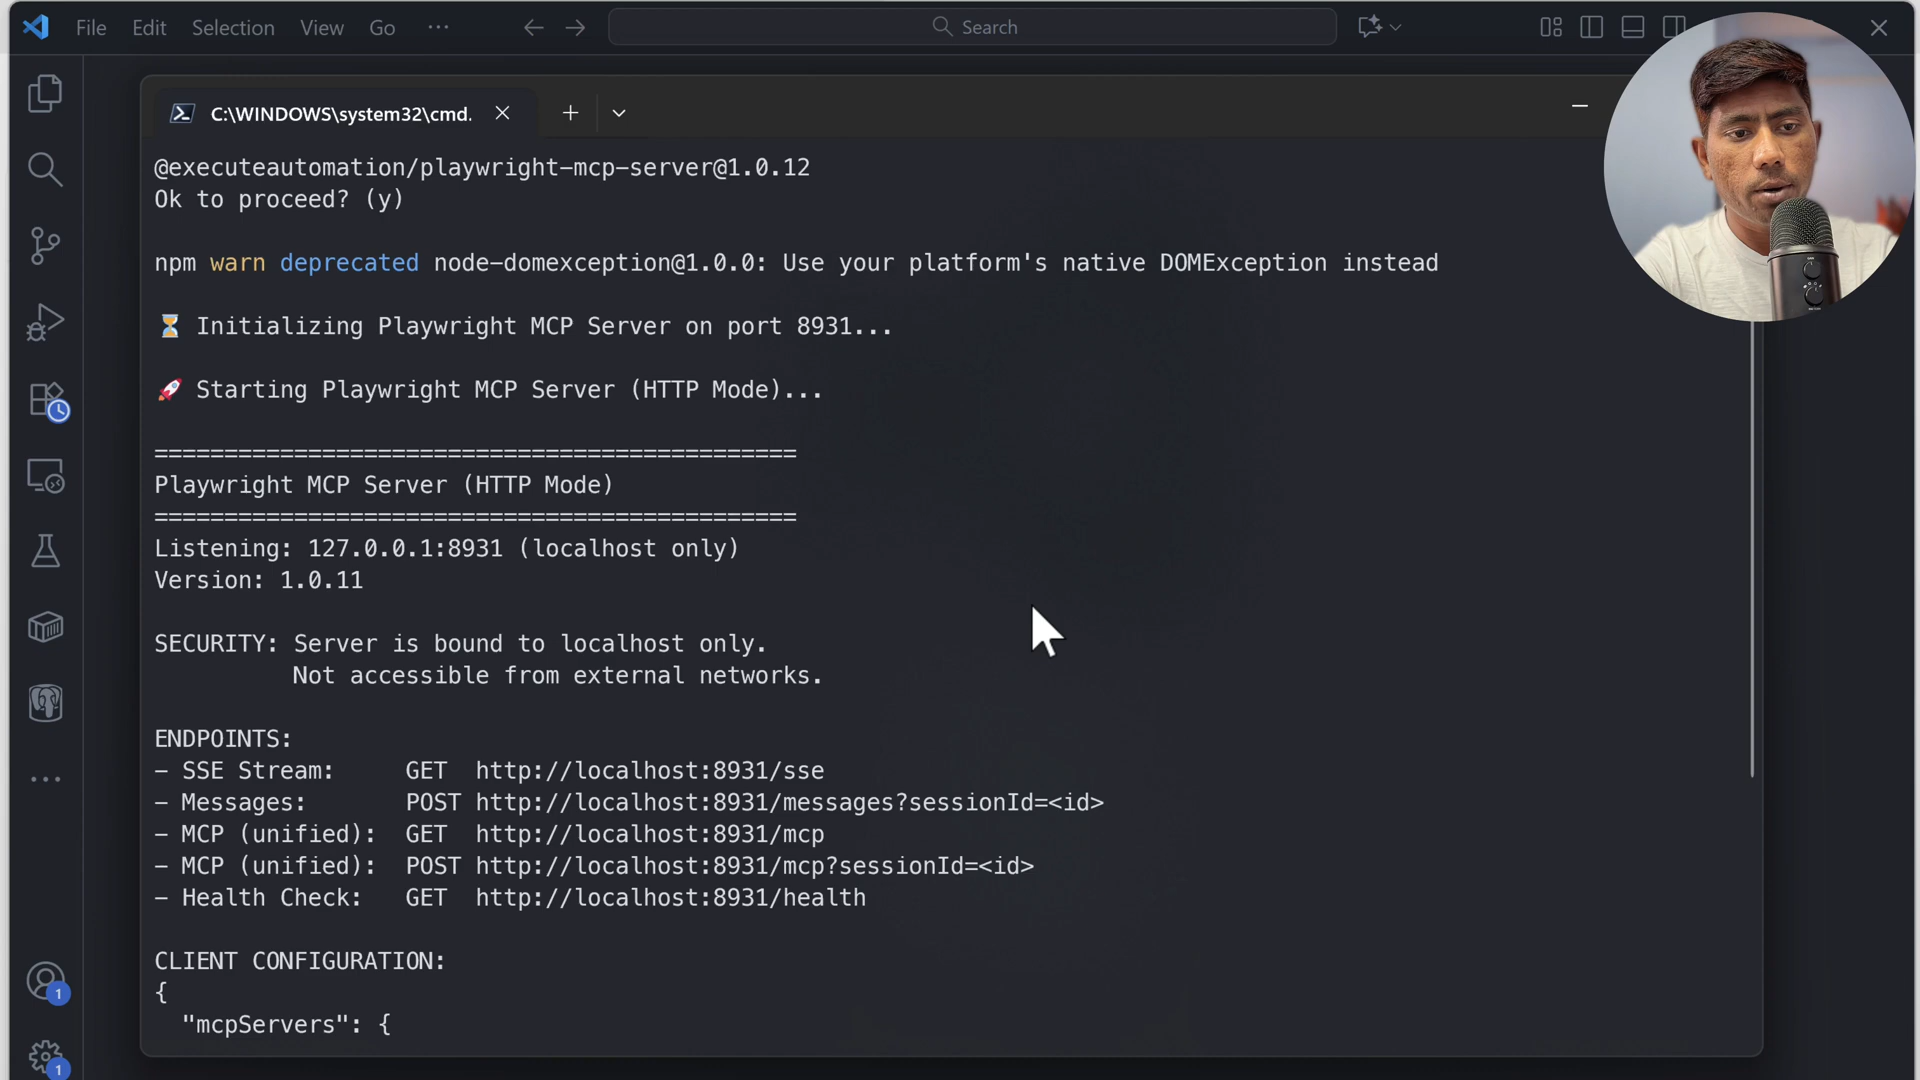 File Edit Selection View Go ···
Search
C:\WINDOWS\system32\cmd.
@executeautomation/playwright-mcp-server@1.0.12
Ok to proceed? (y)
npm warn deprecated node-domexception@1.0.0: Use your platform's native DOMException instead
⏳ Initializing Playwright MCP Server on port 8931...
🚀 Starting Playwright MCP Server (HTTP Mode)...
==============================================
Playwright MCP Server (HTTP Mode)
==============================================
Listening: 127.0.0.1:8931 (localhost only)
Version: 1.0.11
SECURITY: Server is bound to localhost only.
Not accessible from external networks.
ENDPOINTS:
- SSE Stream: GET http://localhost:8931/sse
- Messages: POST http://localhost:8931/messages?sessionId=<id>
- MCP (unified): GET http://localhost:8931/mcp
- MCP (unified): POST http://localhost:8931/mcp?sessionId=<id>
- Health Check: GET http://localhost:8931/health
CLIENT CONFIGURATION:
{
"mcpServers": {
1
1